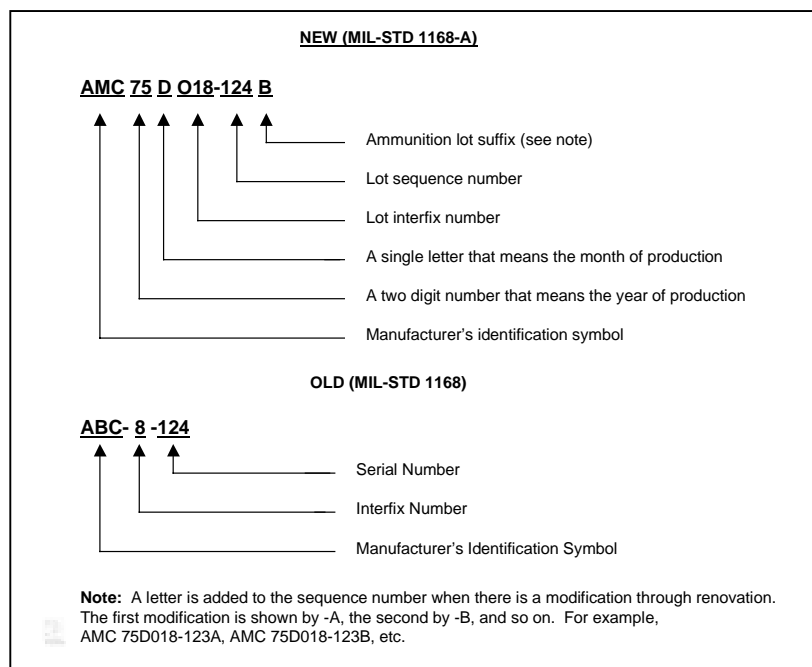 NEW (MIL-STD 1168-A)
AMC 75 D O18-124 B
Ammunition lot suffix (see note)
Lot sequence number
Lot interfix number
A single letter that means the month of production
A two digit number that means the year of production
Manufacturer's identification symbol
OLD (MIL-STD 1168)
ABC- 8 -124
Serial Number
Interfix Number
Manufacturer's Identification Symbol
Note: A letter is added to the sequence number when there is a modification through renovation.
The first modification is shown by -A, the second by -B, and so on. For example,
AMC 75D018-123A, AMC 75D018-123B, etc.